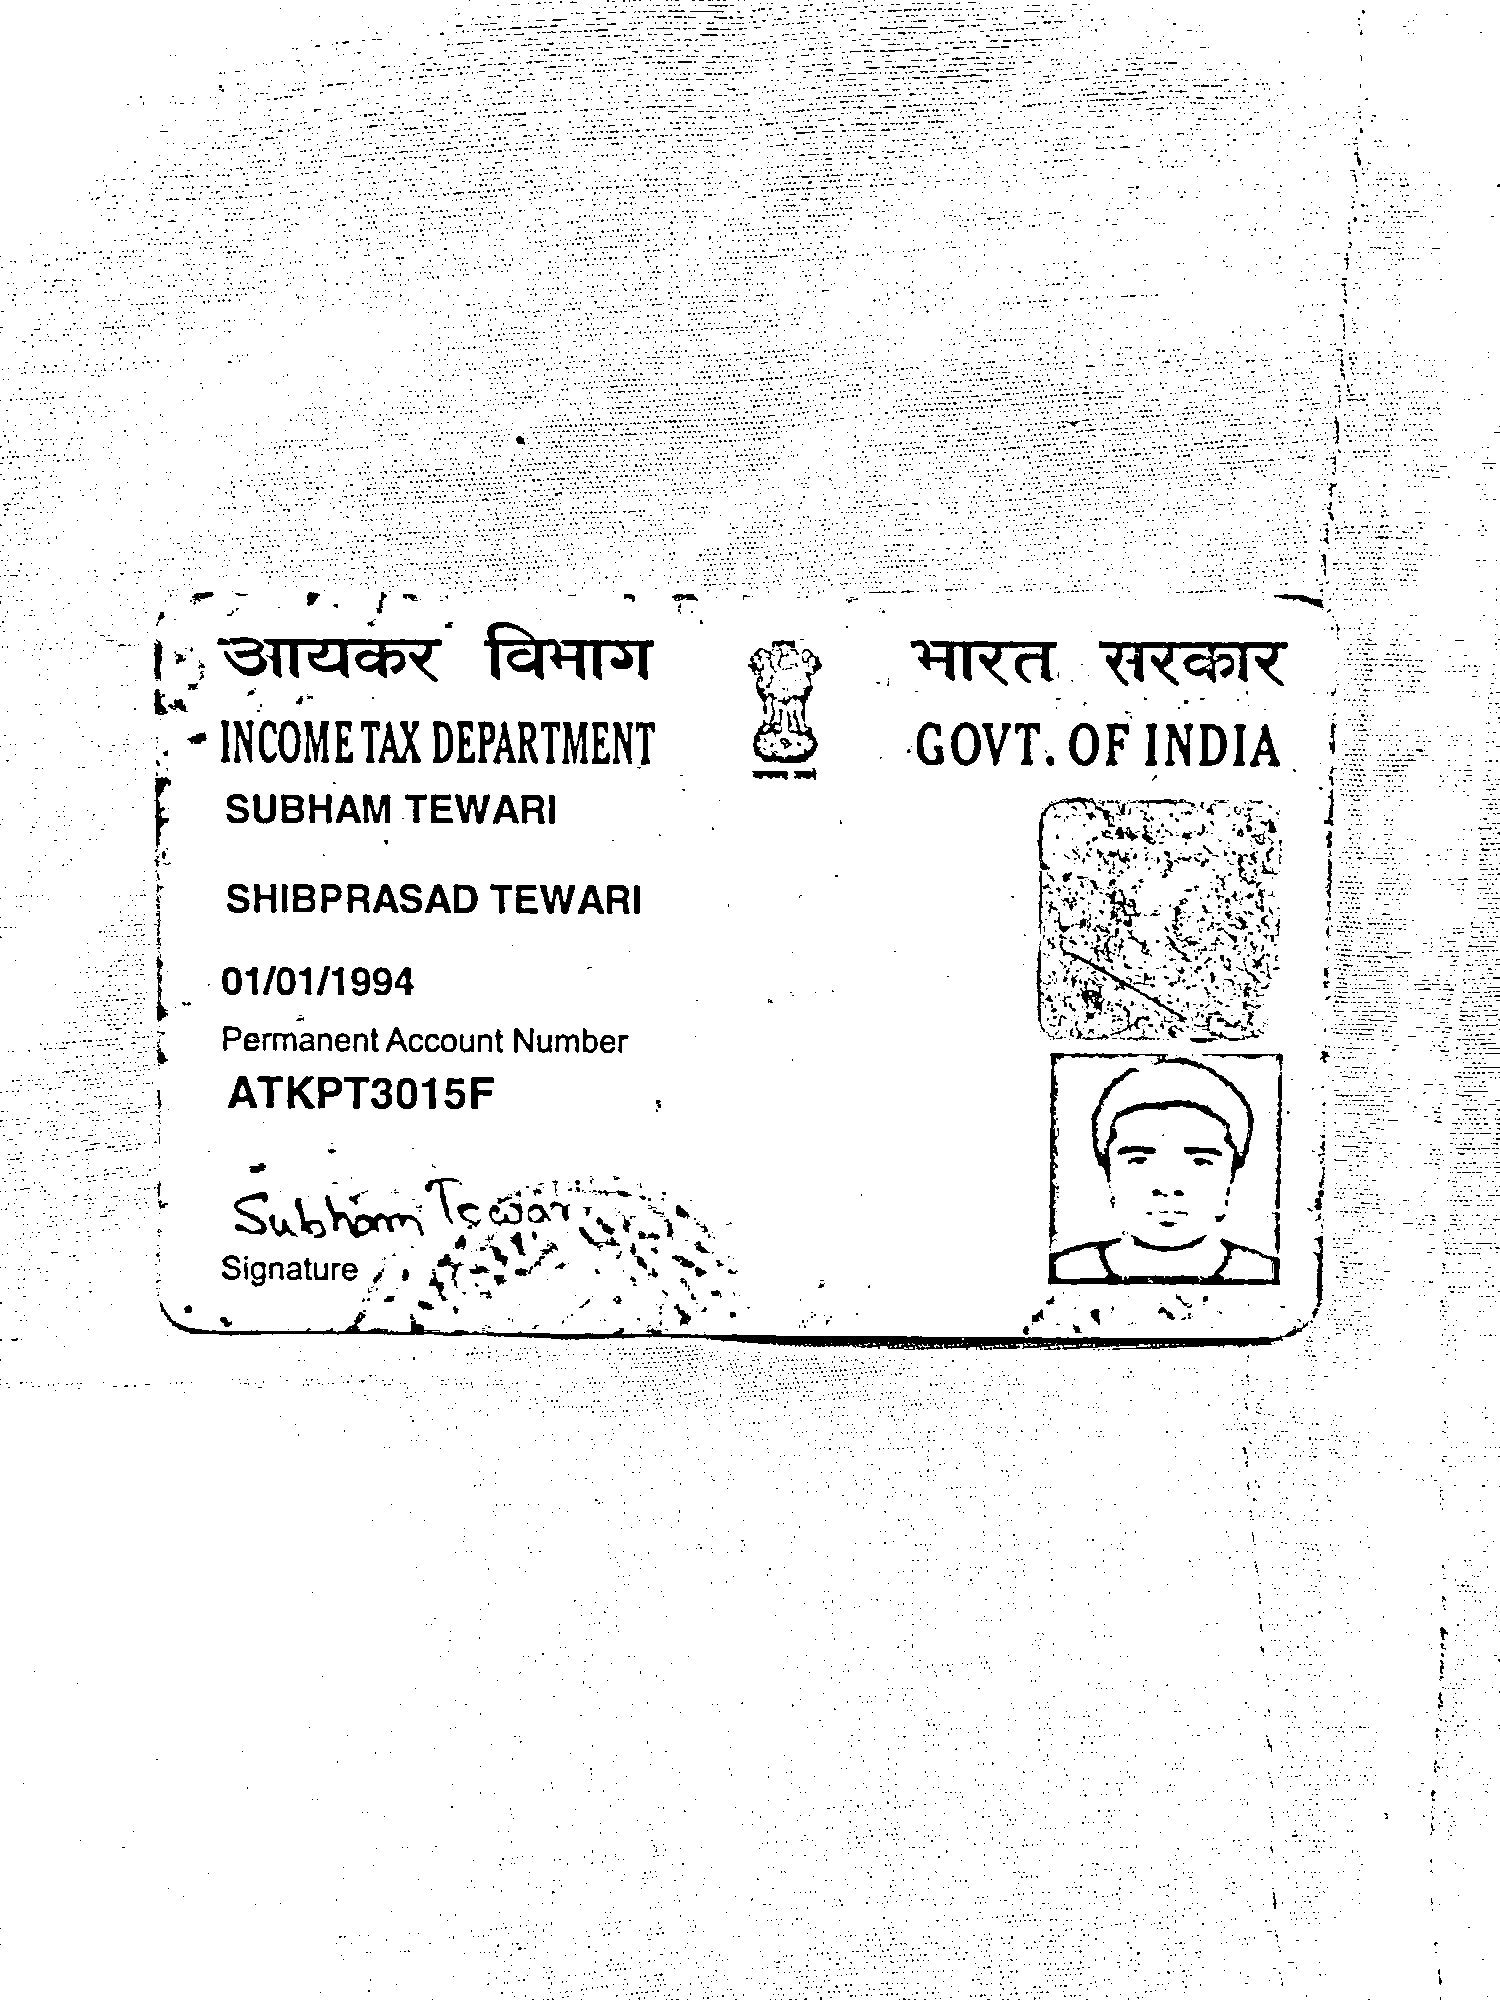 आयकर विभाग
भारत सरकार
INCOME TAX DEPARTMENT
GOVT. OF INDIA
SUBHAM TEWARI
SHIBPRASAD TEWARI
01/01/1994
Permanent Account Number
ATKPT3015F
Subham Tewari
Signature